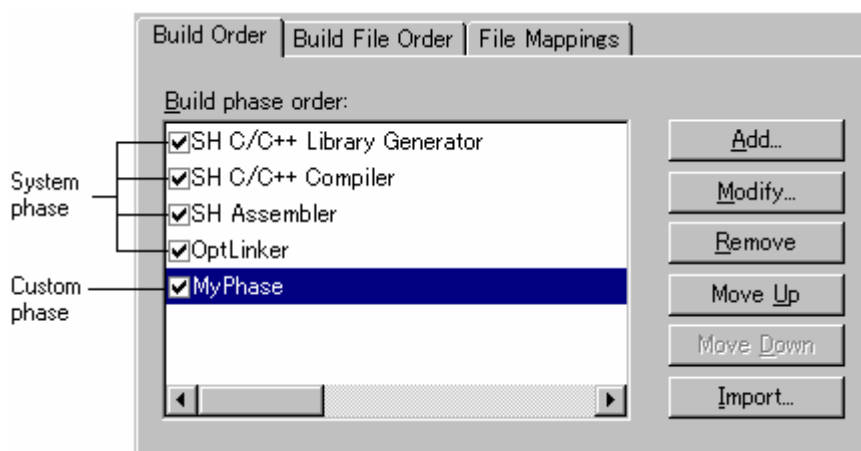 Build Order
Build File Order
File Mappings
Build phase order:
SH C/C++ Library Generator
SH C/C++ Compiler
SH Assembler
OptLinker
MyPhase
System
phase
Custom
phase
Add...
Modify...
Remove
Move Up
Move Down
Import...